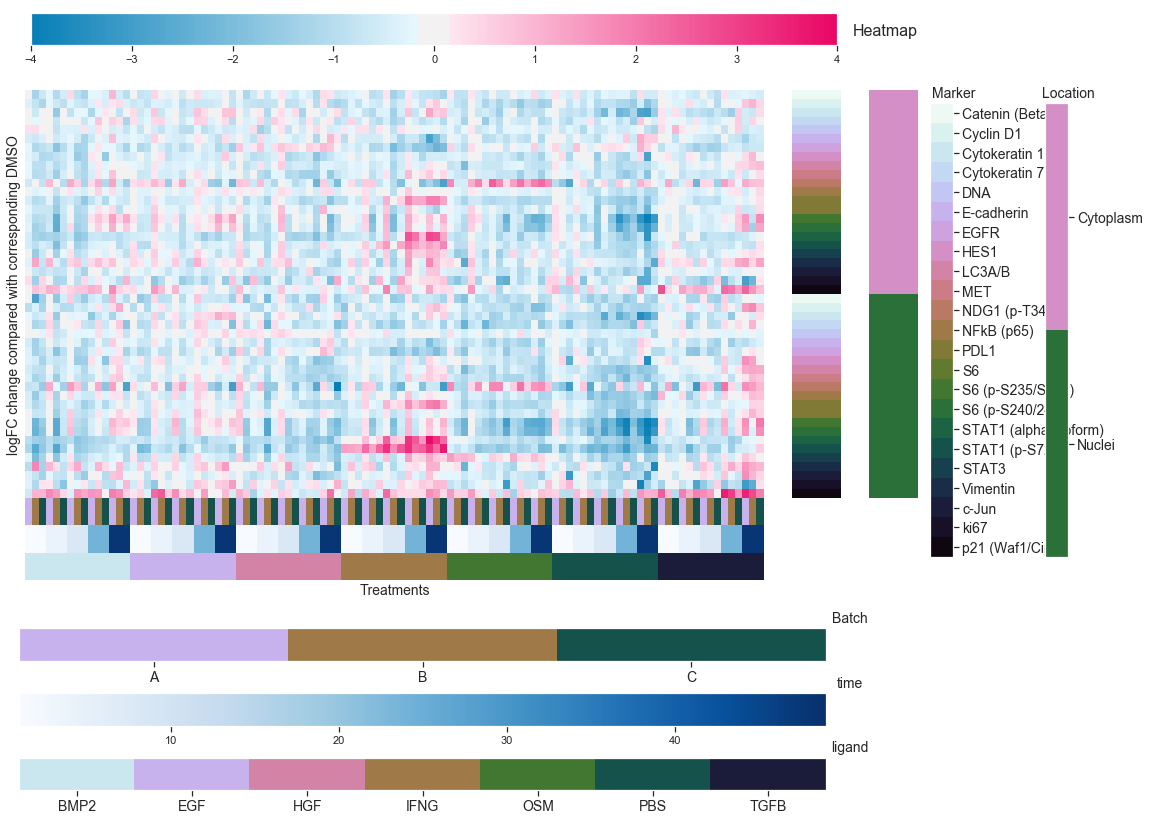 Heatmap
−4 −3 −2 −1 0 1 2 3 4
logFC change compared with corresponding DMSO
Treatments
Marker
Catenin (Beta
Cyclin D1
Cytokeratin 1
Cytokeratin 7
DNA
E-cadherin
EGFR
HES1
LC3A/B
MET
NDG1 (p-T34
NFkB (p65)
PDL1
S6
S6 (p-S235/S )
S6 (p-S240/2
STAT1 (alpha oform)
STAT1 (p-S7
STAT3
Vimentin
c-Jun
ki67
p21 (Waf1/Ci
Location
Cytoplasm
Nuclei
Batch
A B C
time
10 20 30 40
ligand
BMP2 EGF HGF IFNG OSM PBS TGFB